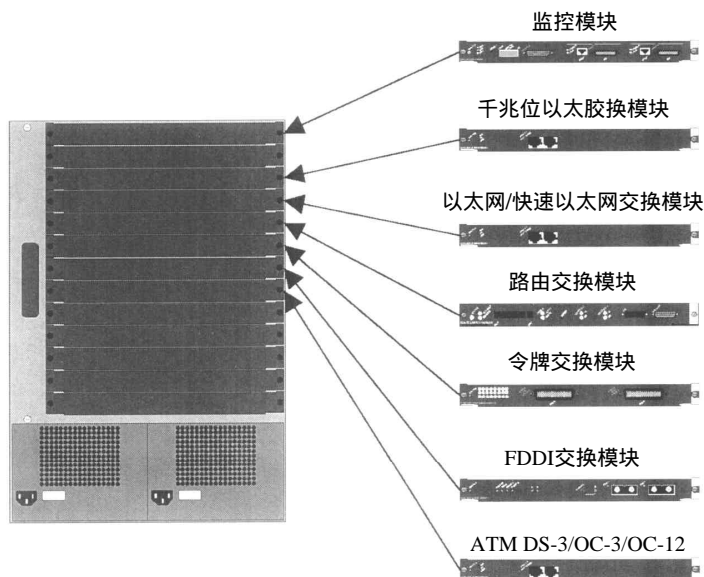 监控模块
千兆位以太胶换模块
以太网/快速以太网交换模块
路由交换模块
令牌交换模块
FDDI交换模块
ATM DS-3/OC-3/OC-12